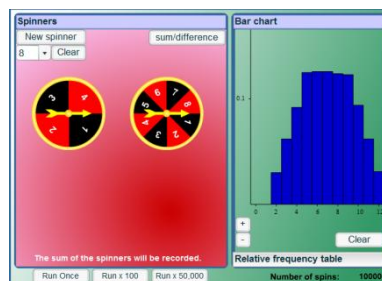 Spinners
New spinner
sum/difference
8
Clear
3
4
2
1
6
7
5
8
4
1
3
2
The sum of the spinners will be recorded.
Run Once
Run x 100
Run x 50,000
Bar chart
0.1
0
2
4
6
8
10
12
+
-
Clear
Relative frequency table
Number of spins:
10000